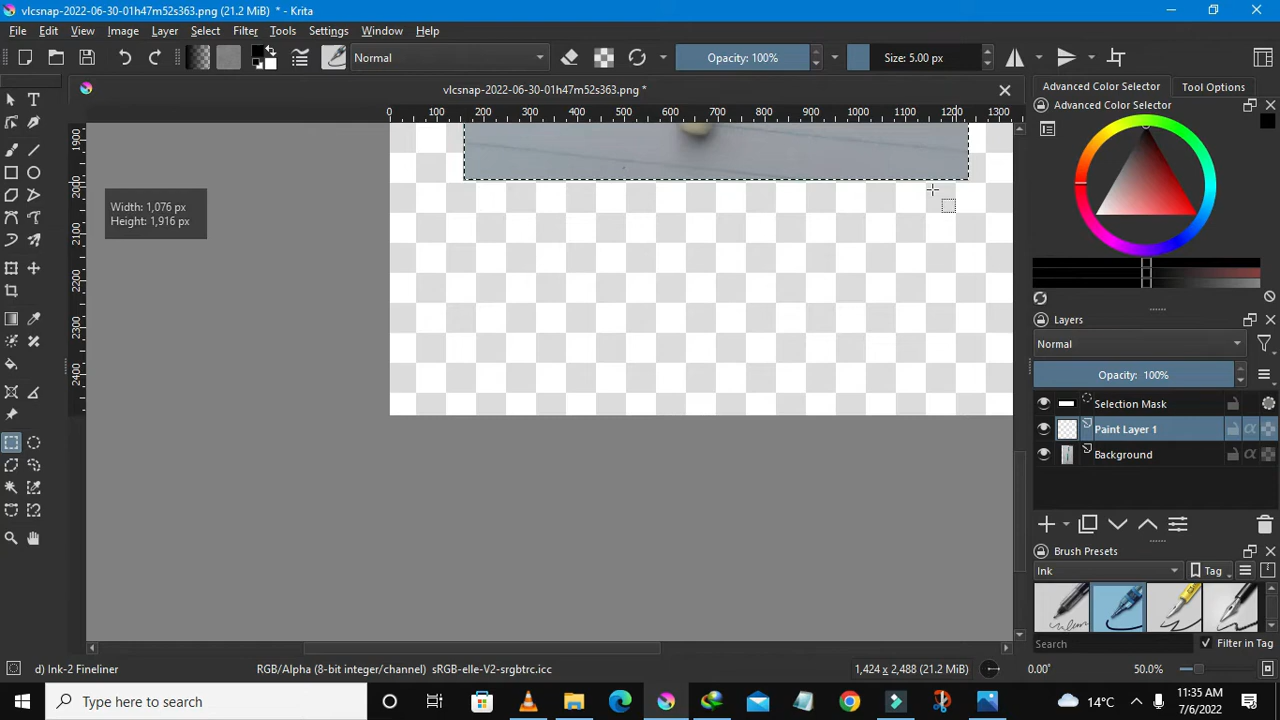 vlcsnap-2022-06-30-01h47m52s363.png (21.2 MiB) * - Krita
File Edit View Image Layer Select Filter Tools Settings Window Help
Normal Opacity: 100% Size: 5.00 px
vlcsnap-2022-06-30-01h47m52s363.png *
Advanced Color Selector Tool Options
Advanced Color Selector
0 100 200 300 400 500 600 700 800 900 1000 1100 1200 1300
1900
2000
2100
2200
2300
2400
Width: 1,076 px
Height: 1,916 px
Layers
Normal
Opacity: 100%
Selection Mask
Paint Layer 1
Background
Brush Presets
Ink Tag
Search Filter in Tag
d) Ink-2 Fineliner RGB/Alpha (8-bit integer/channel) sRGB-elle-V2-srgbtrc.icc 1,424 x 2,488 (21.2 MiB) 0.00° 50.0%
Type here to search 14°C 11:35 AM
7/6/2022